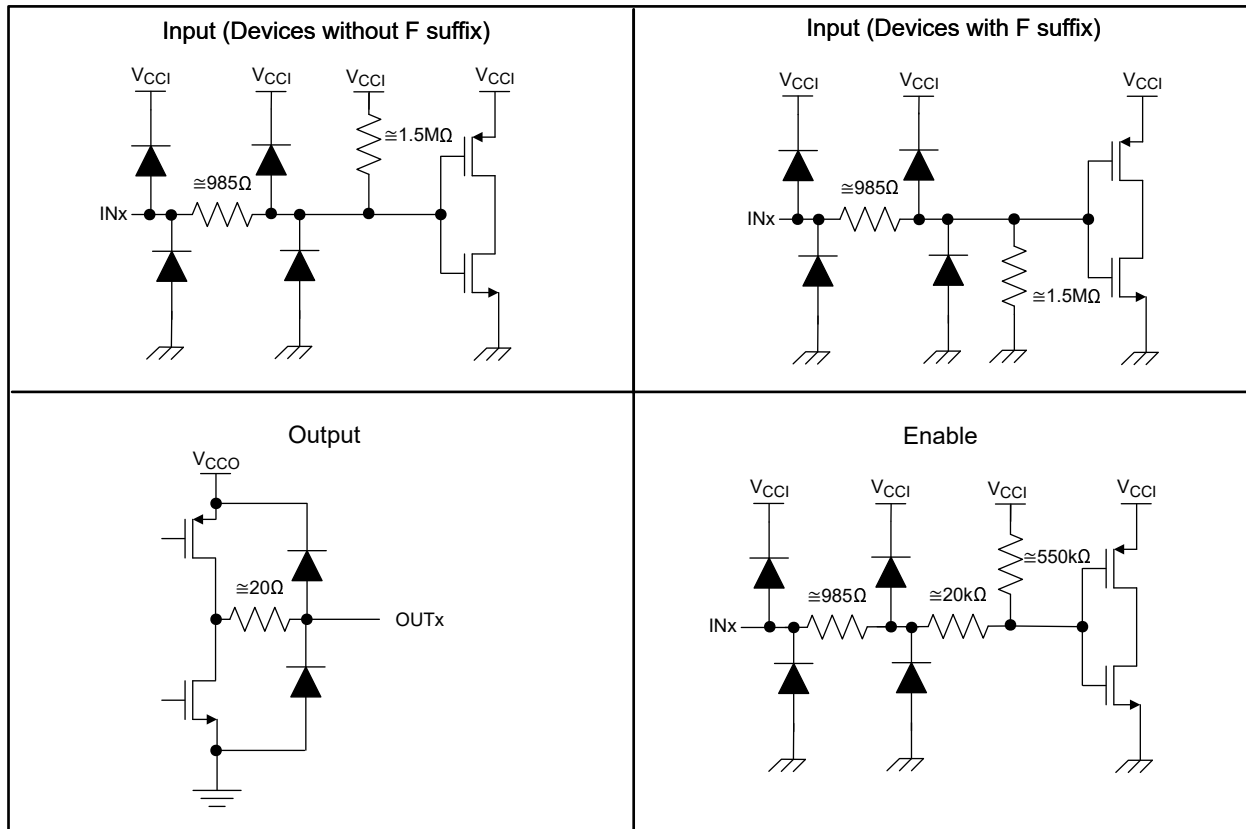 Input (Devices without F suffix)
VCCI
VCCI
VCCI
VCCI
≅1.5MΩ
≅985Ω
INx
Input (Devices with F suffix)
VCCI
VCCI
VCCI
≅985Ω
INx
≅1.5MΩ
Output
VCCO
≅20Ω
OUTx
Enable
VCCI
VCCI
VCCI
VCCI
≅550kΩ
≅985Ω
≅20kΩ
INx